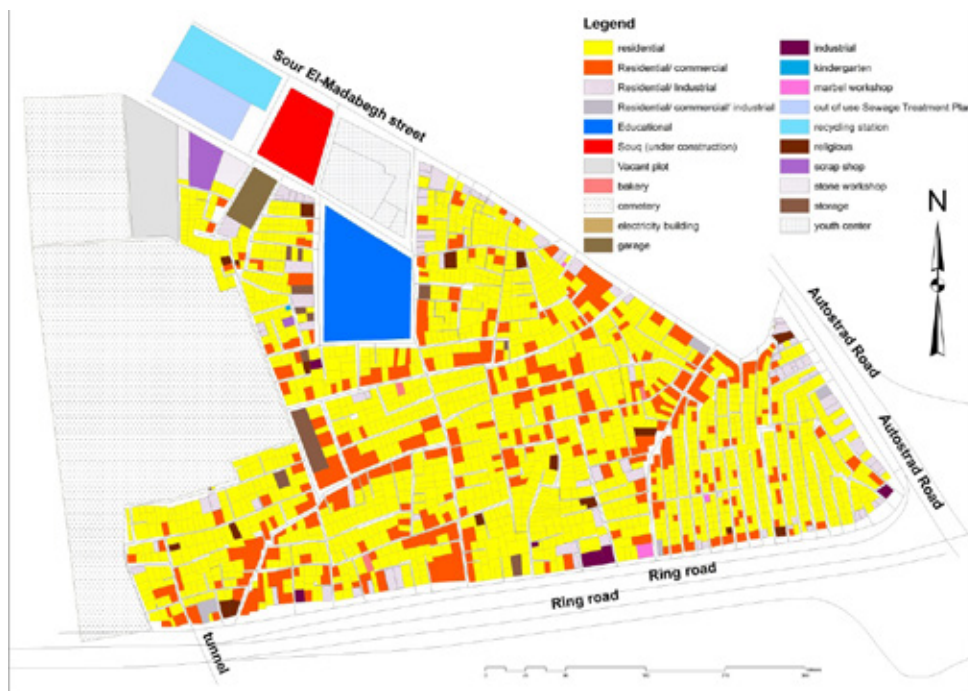 Legend
residential
Residential/ commercial
Residential/ Industrial
Residential/ commercial/ industrial
Educational
Souq (under construction)
Vacant plot
bakery
cemetery
electricity building
garage
industrial
kindergarten
marbel workshop
out of use Sewage Treatment Pla
recycling station
religious
scrap shop
stone workshop
storage
youth center
Sour El-Madabegh street
N
Autostrad Road
Autostrad Road
Ring road
Ring road
tunnel